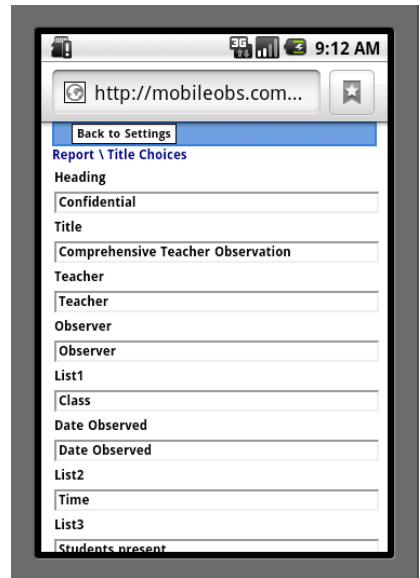 3G
9:12 AM
http://mobileobs.com...
Back to Settings
Report \ Title Choices
Heading
Confidential
Title
Comprehensive Teacher Observation
Teacher
Teacher
Observer
Observer
List1
Class
Date Observed
Date Observed
List2
Time
List3
Students present